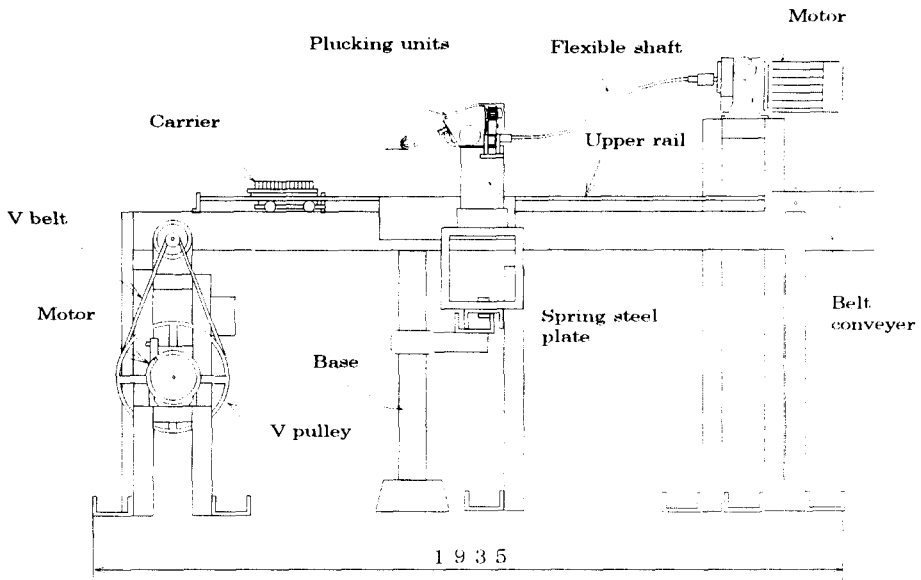 Motor
Plucking units
Flexible shaft
Carrier
Upper rail
V belt
Motor
Spring steel
plate
Belt
conveyer
Base
V pulley
1935